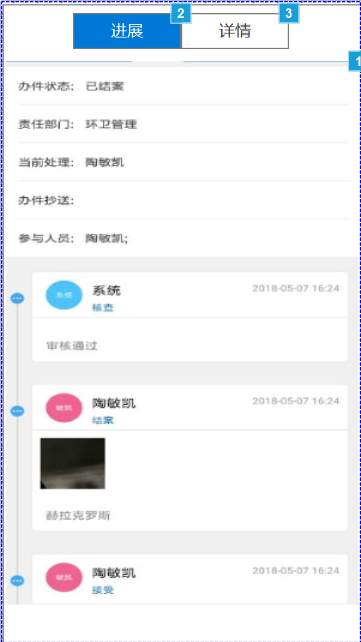 进展 2 详情 3
1
办件状态: 已结案
责任部门: 环卫管理
当前处理: 陶敏凯
办件抄送:
参与人员: 陶敏凯;
系统 系统 2018-05-07 16:24
核查
审核通过
敏凯 陶敏凯 2018-05-07 16:24
结案
赫拉克罗斯
敏凯 陶敏凯 2018-05-07 16:24
接受